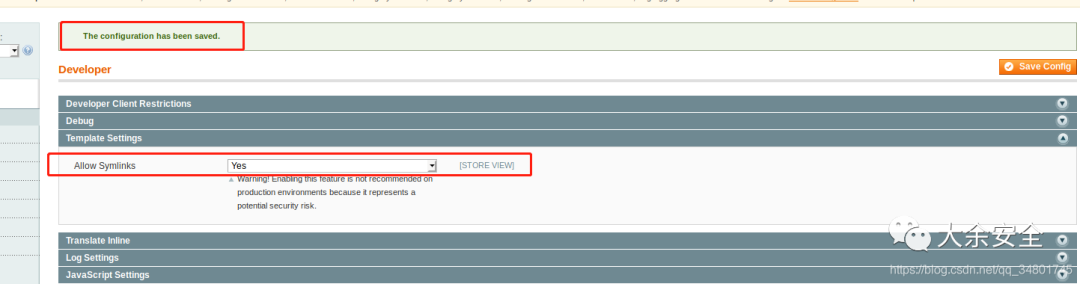 The configuration has been saved.
Developer
Save Config
Developer Client Restrictions
Debug
Template Settings
Allow Symlinks Yes [STORE VIEW]
Warning! Enabling this feature is not recommended on
production environments because it represents a
potential security risk.
Translate Inline
Log Settings
JavaScript Settings
大余安全
https://blog.csdn.net/qq_34801745